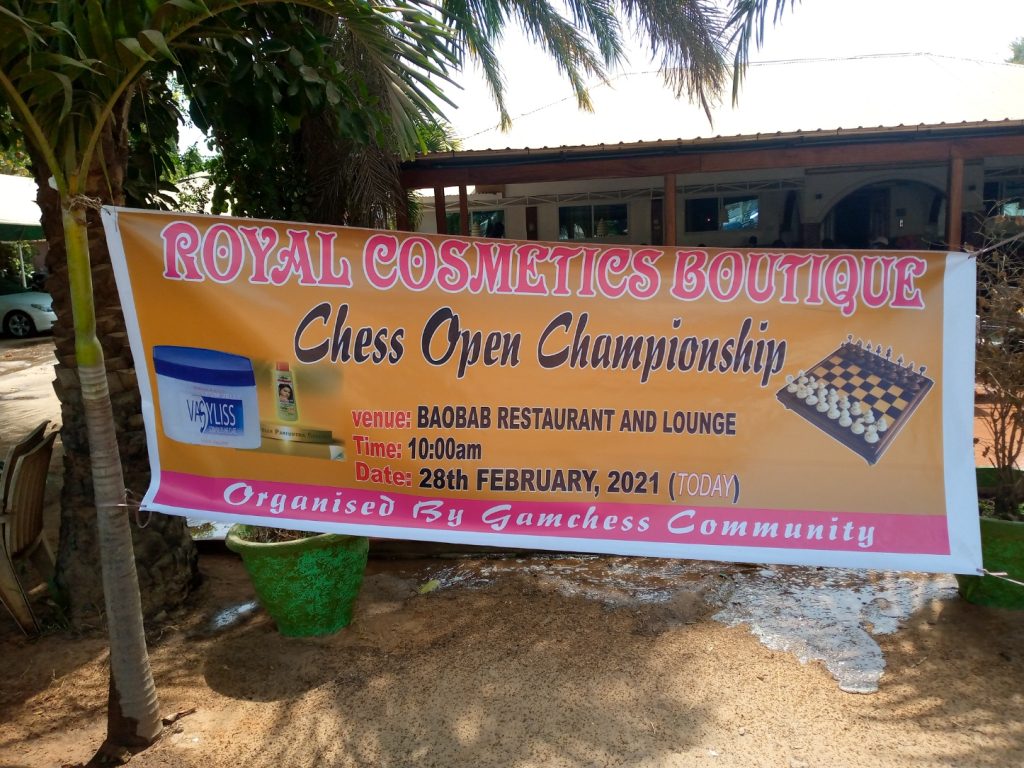 ROYAL COSMETICS BOUTIQUE
Chess Open Championship
VASYLISS
venue: BAOBAB RESTAURANT AND LOUNGE
Time: 10:00am
Date: 28th FEBRUARY, 2021 (TODAY)
Organised By Gamchess Community